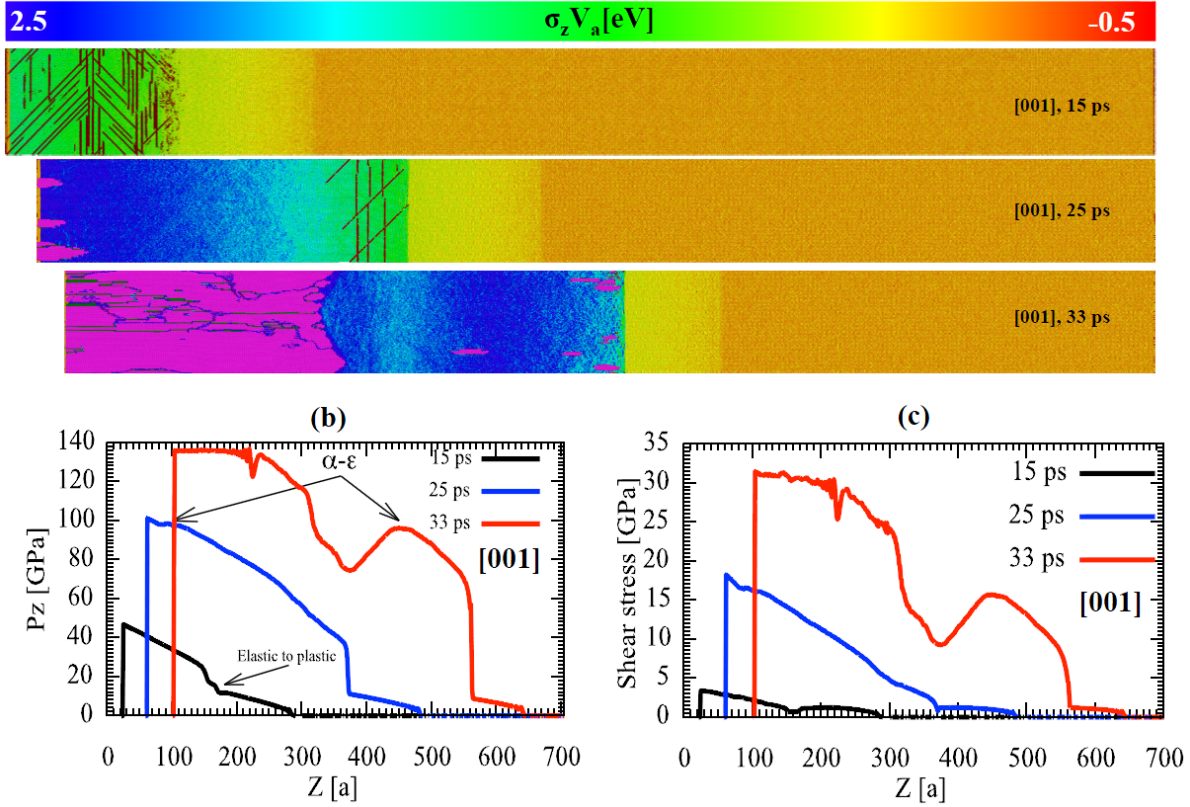 2.5 σzVa[eV] -0.5
[001], 15 ps
[001], 25 ps
[001], 33 ps
(b)
140
120
100
80
60
40
20
0
Pz [GPa]
α-ε
15 ps
25 ps
33 ps
[001]
Elastic to plastic
0 100 200 300 400 500 600 700
Z [a]
(c)
35
30
25
20
15
10
5
0
Shear stress [GPa]
15 ps
25 ps
33 ps
[001]
0 100 200 300 400 500 600 700
Z [a]